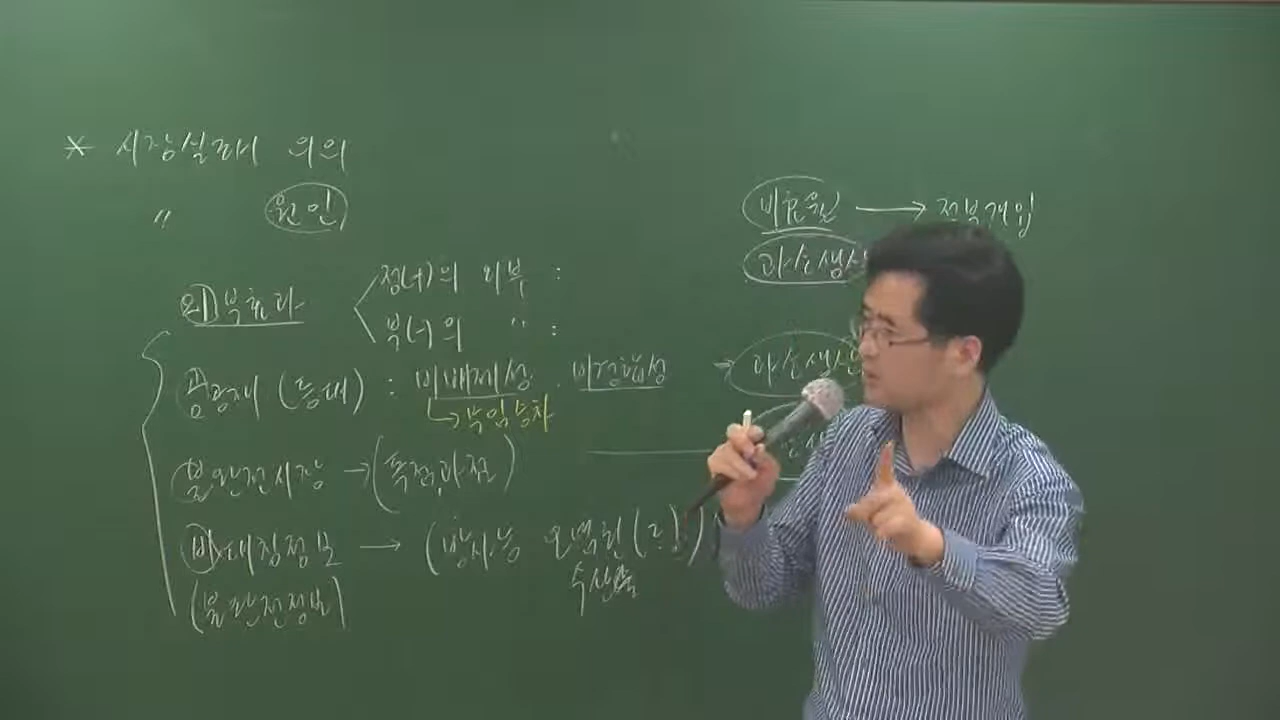 * 시장실패 의의
〃 원인
비효율 → 정부개입
과소생산
외부효과 < 정(+)의 외부 :
부(-)의 〃 :
공공재 (등대) : 비배제성 . 비경합성 → 과소생산
↳ 무임승차
불완전시장 → (독점,과점)
비대칭정보 → (방사능 오염된
수산물
(불완전정보)